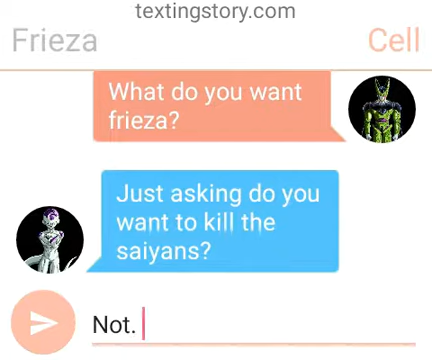 textingstory.com
Frieza
Cell
What do you want
frieza?
Just asking do you
want to kill the
saiyans?
Not.